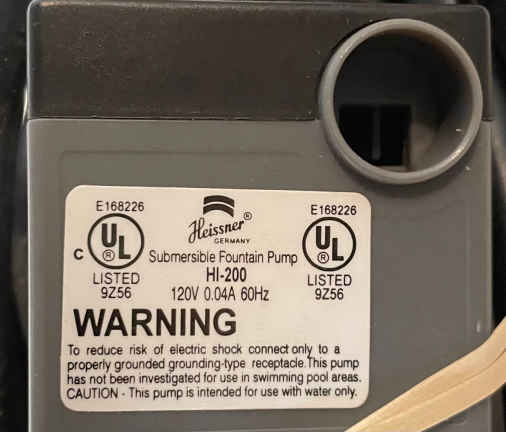 E168226
E168226
C UL ® UL ®
Heissner®
GERMANY
Submersible Fountain Pump
LISTED HI-200 LISTED
9Z56 120V 0.04A 60Hz 9Z56
WARNING
To reduce risk of electric shock connect only to a
properly grounded grounding-type receptacle.This pump
has not been investigated for use in swimming pool areas.
CAUTION - This pump is intended for use with water only.